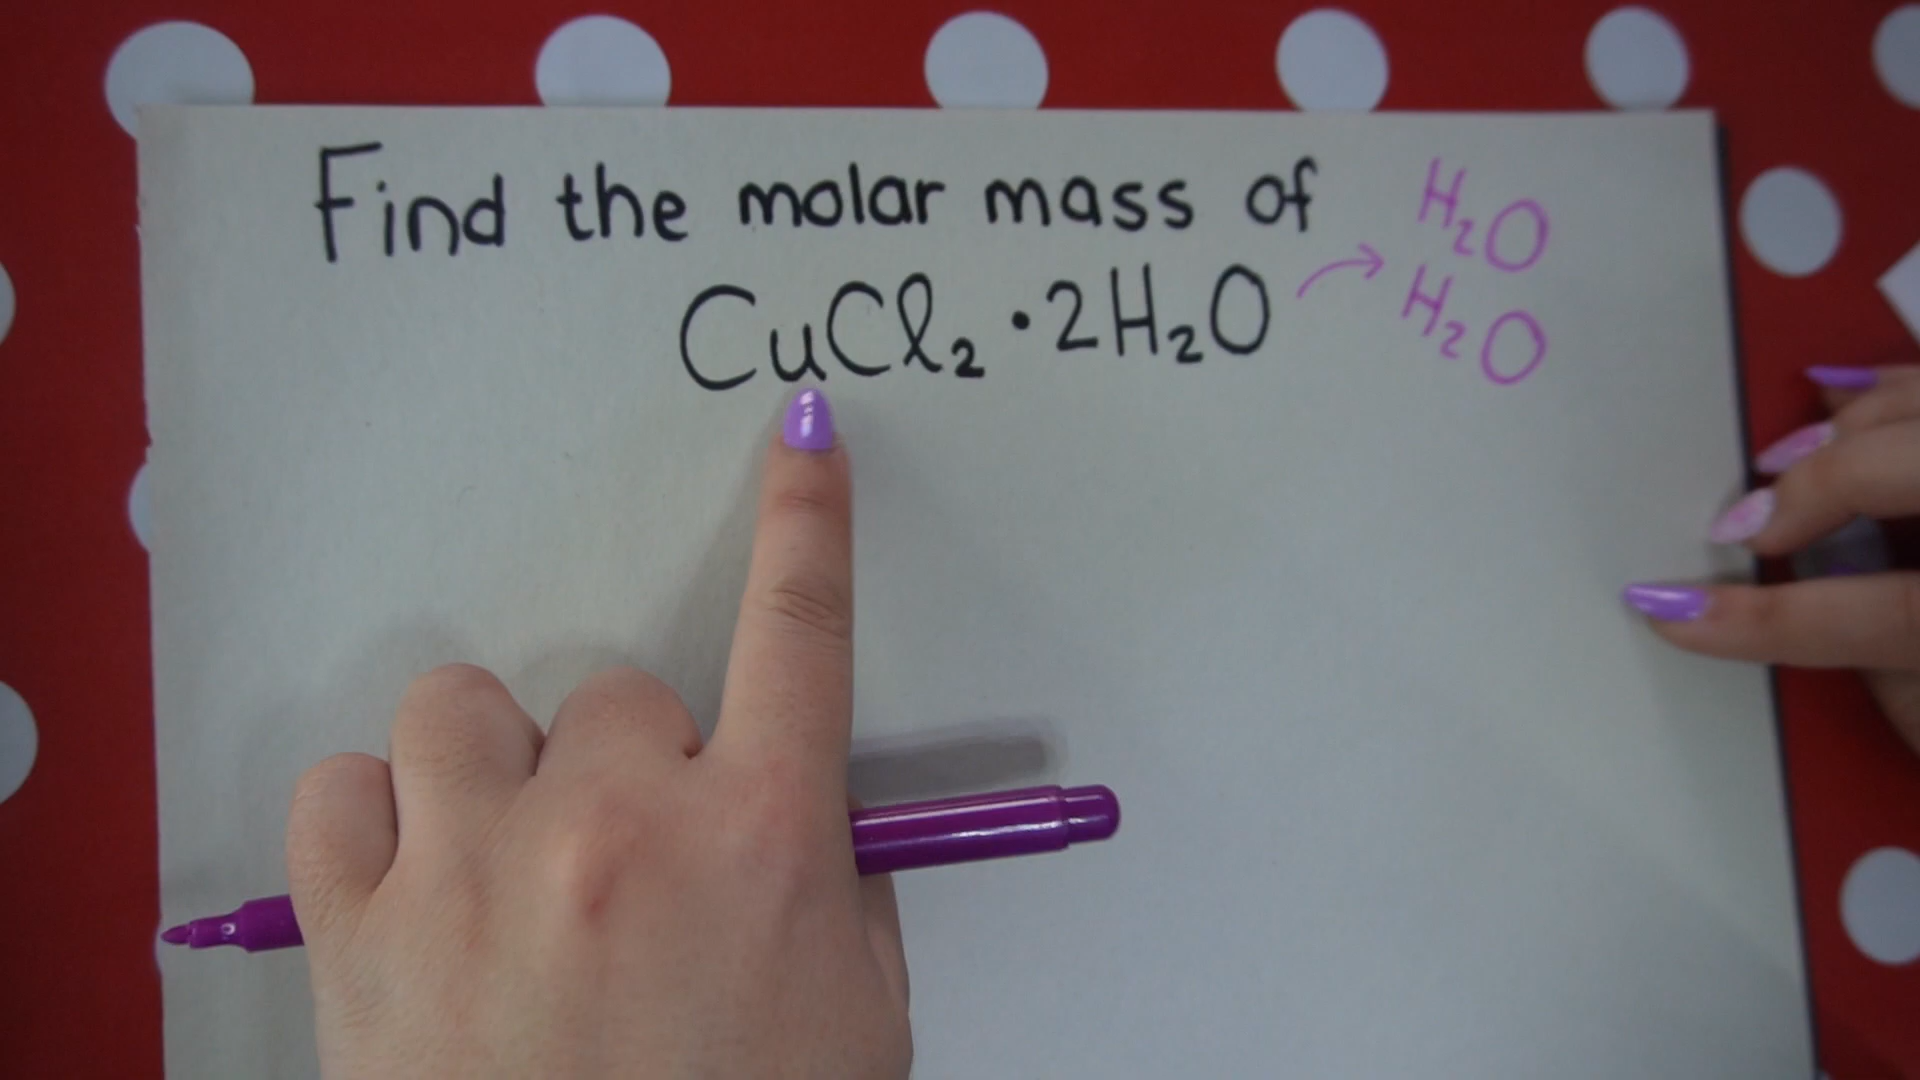 Find the molar mass of
CuCl₂ · 2H₂O → H₂O
H₂O